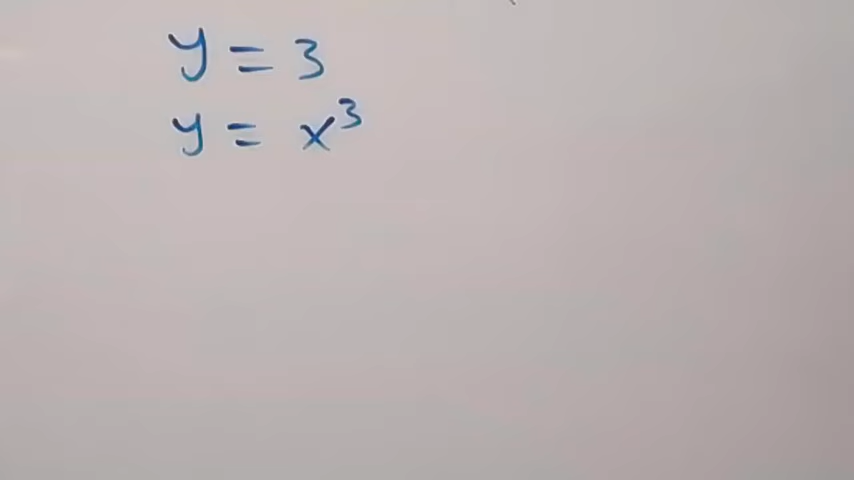 y = 3
y = x³